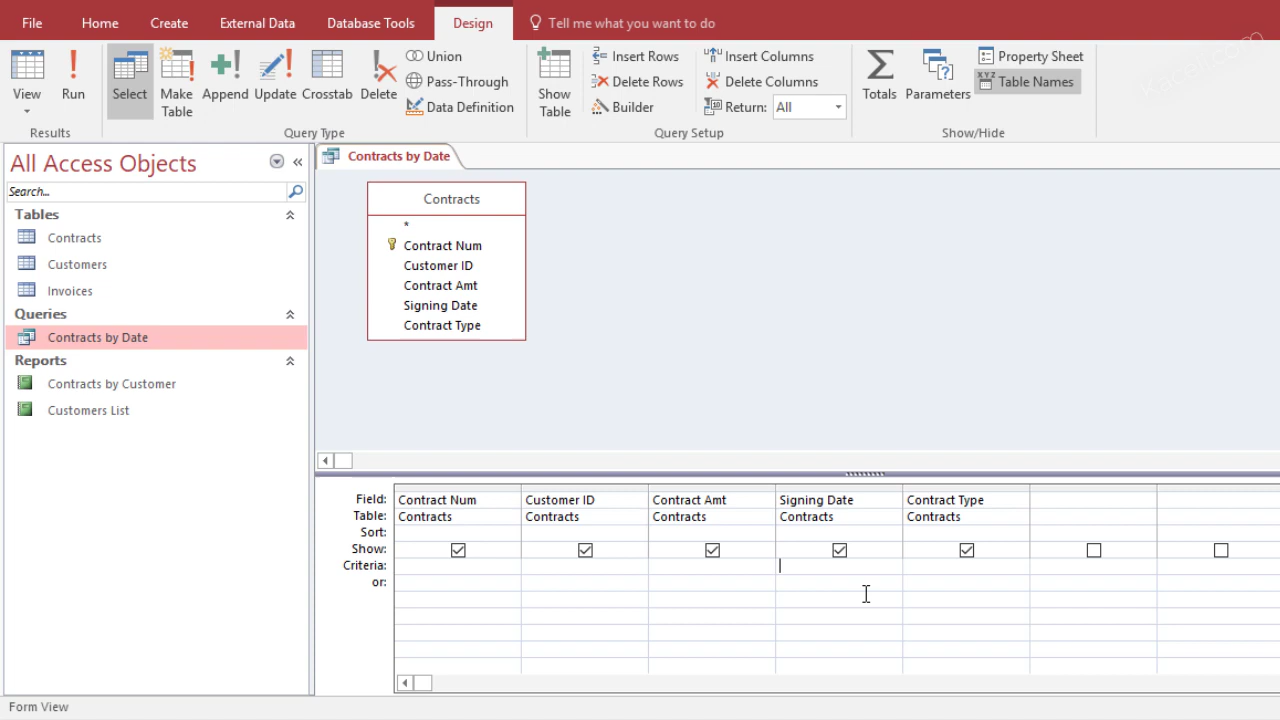 File Home Create External Data Database Tools Design Tell me what you want to do
View Run Select Make Table Append Update Crosstab Delete Union Pass-Through Data Definition Show Table Insert Rows Delete Rows Builder Insert Columns Delete Columns Return: All Totals Parameters Property Sheet XYZ Table Names
Results Query Type Query Setup Show/Hide
All Access Objects
Search...
Tables
Contracts
Customers
Invoices
Queries
Contracts by Date
Reports
Contracts by Customer
Customers List
Contracts by Date
Contracts
*
Contract Num
Customer ID
Contract Amt
Signing Date
Contract Type
Field: Contract Num Customer ID Contract Amt Signing Date Contract Type
Table: Contracts Contracts Contracts Contracts Contracts
Sort:
Show:
Criteria:
or:
Form View